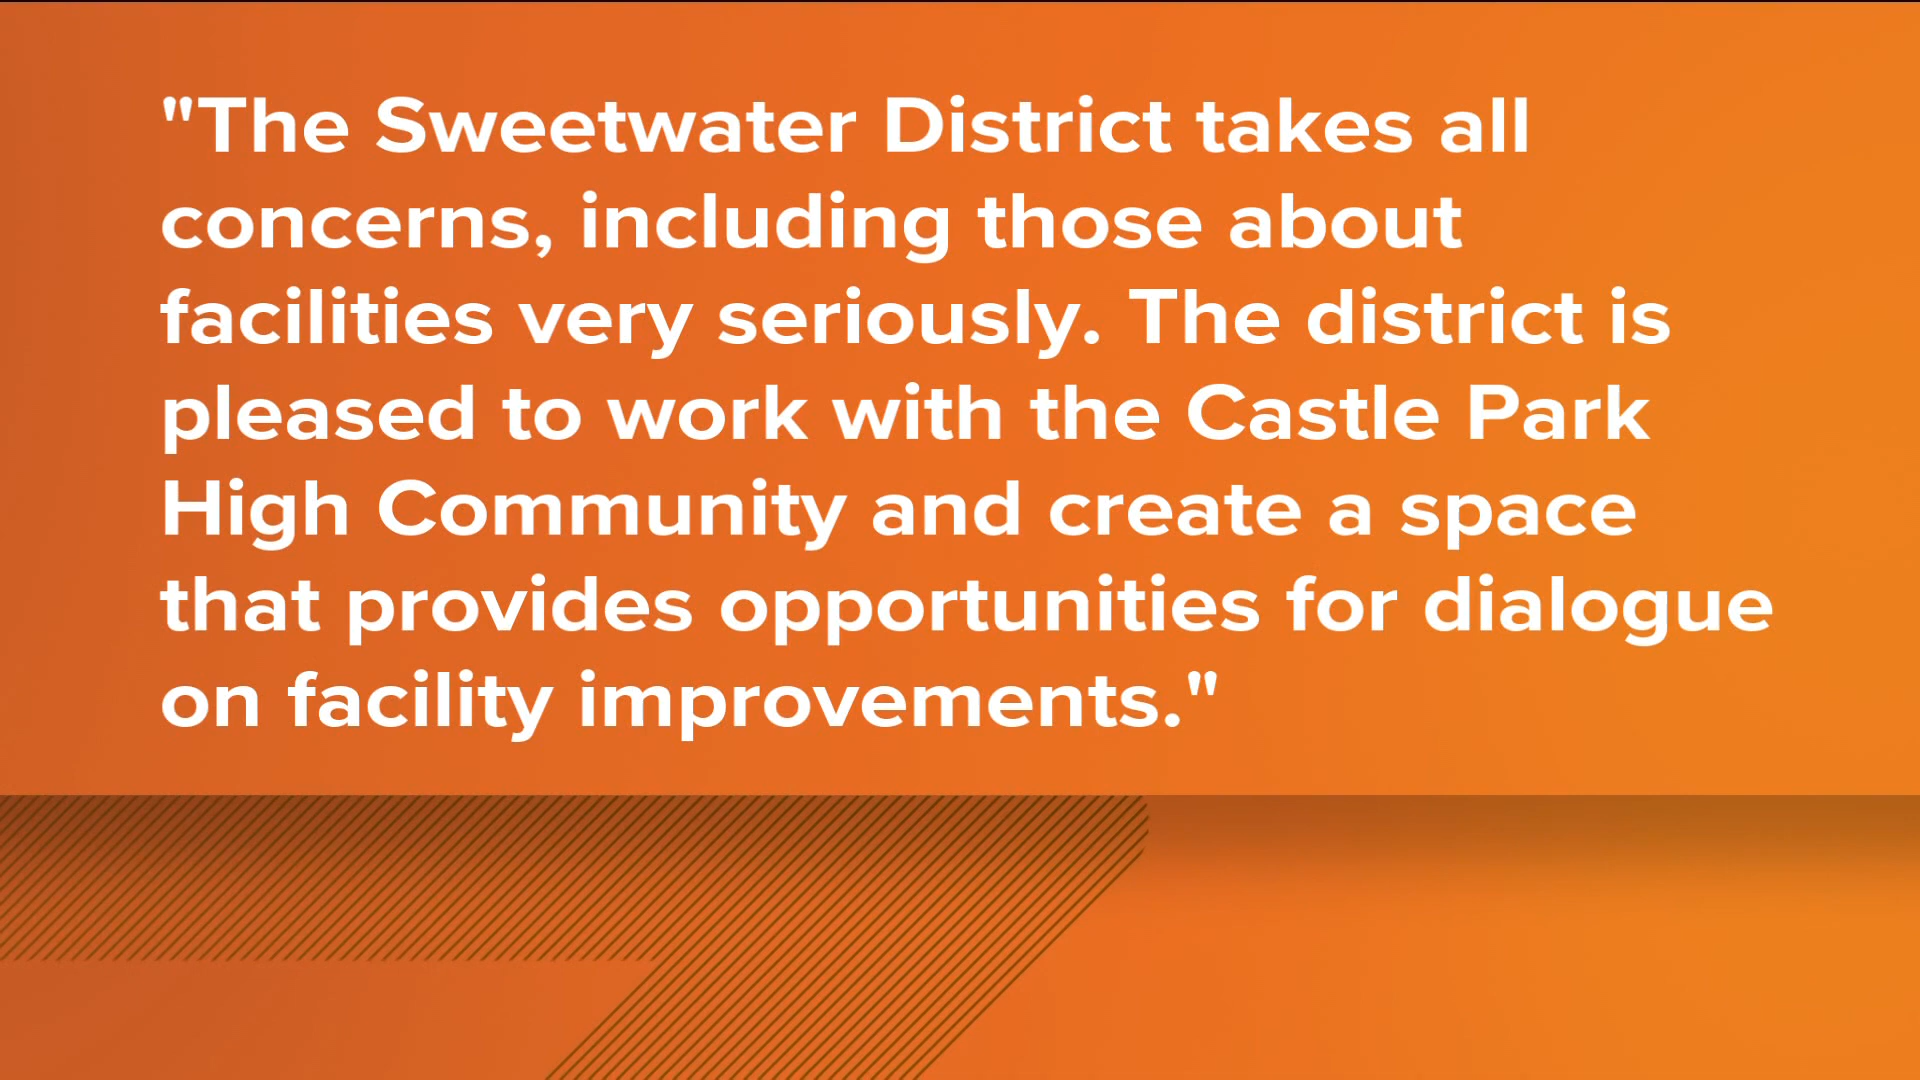 "The Sweetwater District takes all
concerns, including those about
facilities very seriously. The district is
pleased to work with the Castle Park
High Community and create a space
that provides opportunities for dialogue
on facility improvements."